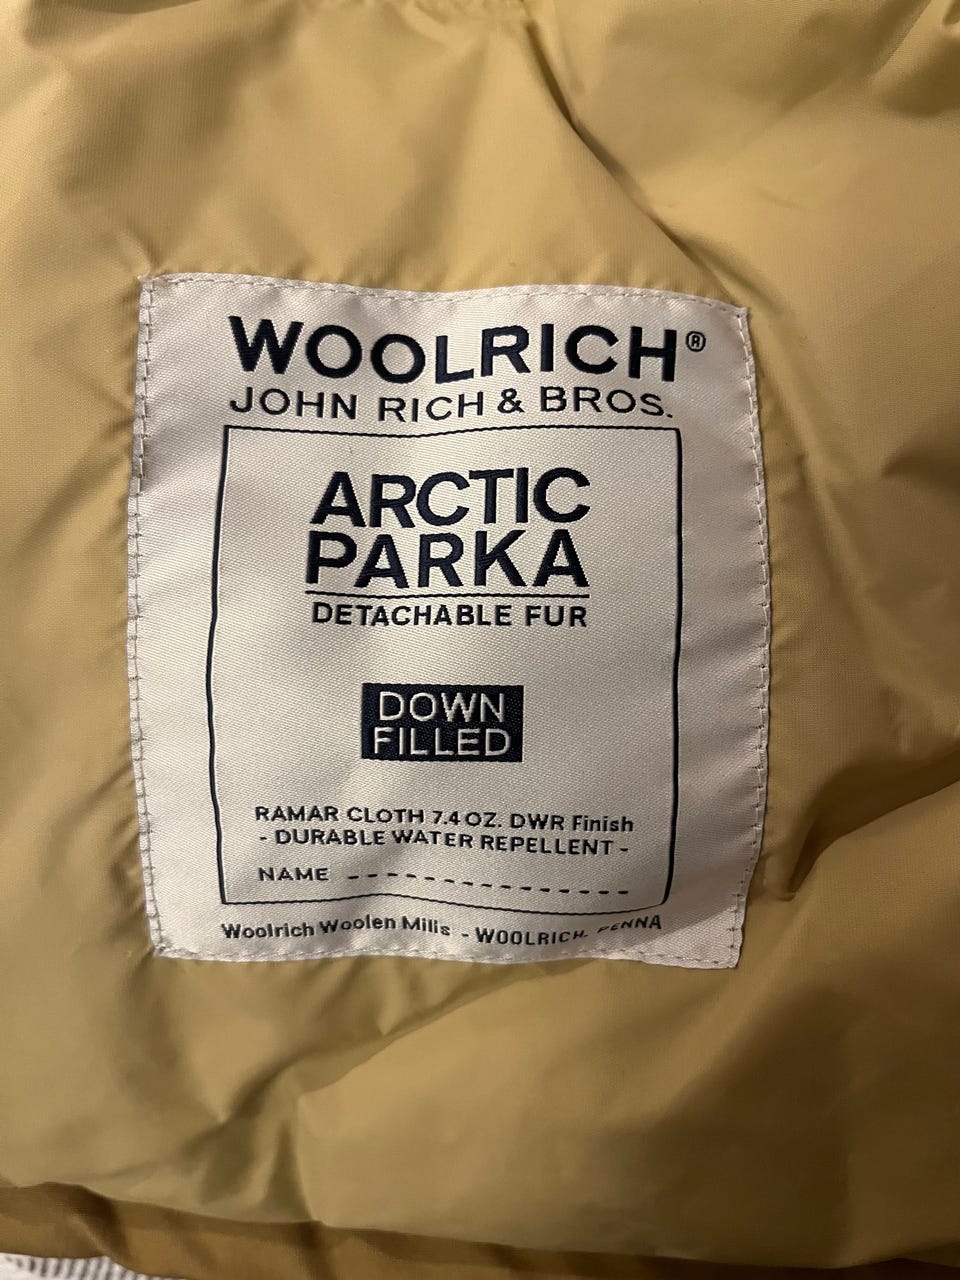 WOOLRICH®
JOHN RICH & BROS.
ARCTIC
PARKA
DETACHABLE FUR
DOWN
FILLED
RAMAR CLOTH 7.4 OZ. DWR Finish
- DURABLE WATER REPELLENT -
NAME ---------------
Woolrich Woolen Mills - WOOLRICH. PENNA